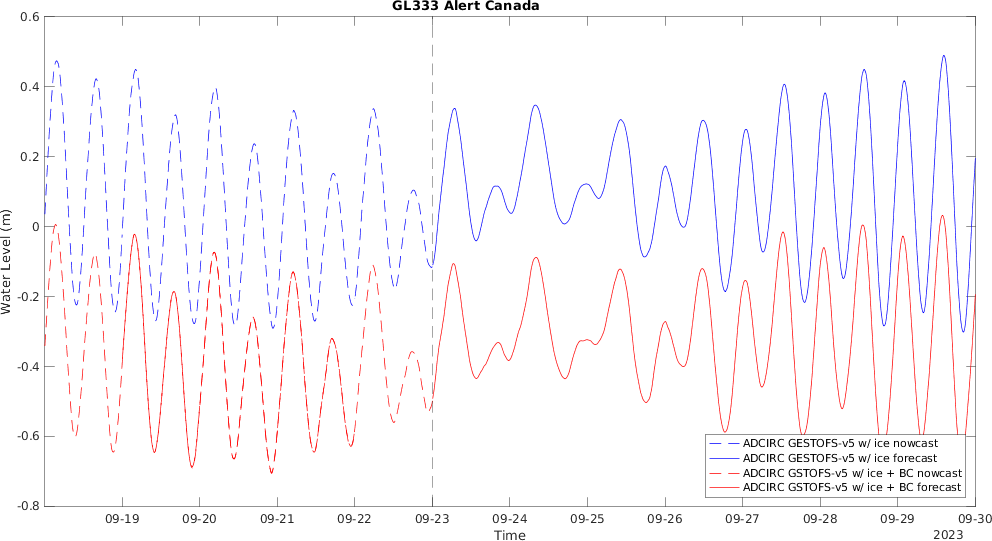 GL333 Alert Canada
0.6
0.4
0.2
0
-0.2
-0.4
-0.6
-0.8
Water Level (m)
ADCIRC GESTOFS-v5 w/ ice nowcast
ADCIRC GESTOFS-v5 w/ ice forecast
ADCIRC GSTOFS-v5 w/ ice + BC nowcast
ADCIRC GSTOFS-v5 w/ ice + BC forecast
09-19 09-20 09-21 09-22 09-23 09-24 09-25 09-26 09-27 09-28 09-29 09-30
Time
2023